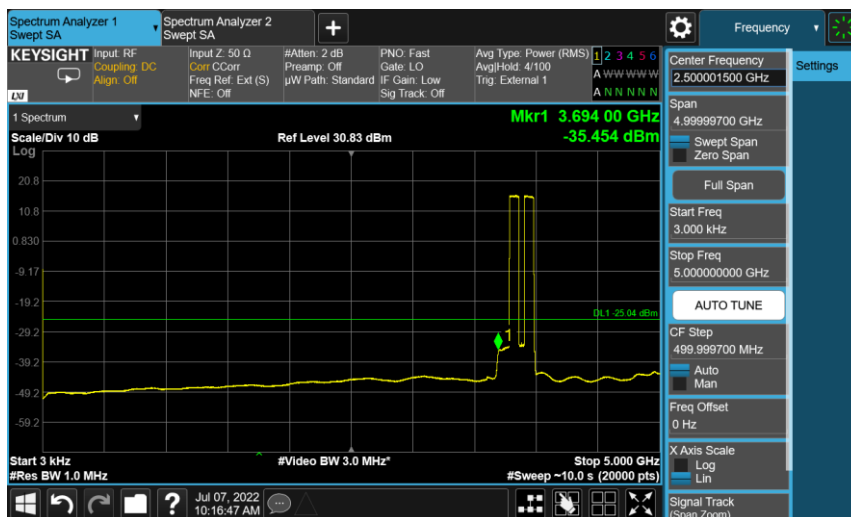 Spectrum Analyzer 1
Swept SA
Spectrum Analyzer 2
Swept SA
Frequency
KEYSIGHT
LXI
Input: RF
Coupling: DC
Align: Off
Input Z: 50 Ω
Corr CCorr
Freq Ref: Ext (S)
NFE: Off
#Atten: 2 dB
Preamp: Off
µW Path: Standard
PNO: Fast
Gate: LO
IF Gain: Low
Sig Track: Off
Avg Type: Power (RMS)
Avg|Hold: 4/100
Trig: External 1
1 2 3 4 5 6
A W W W W W
A N N N N N
1 Spectrum
Scale/Div 10 dB
Log
Ref Level 30.83 dBm
Mkr1 3.694 00 GHz
-35.454 dBm
20.8
10.8
0.830
-9.17
-19.2
-29.2
-39.2
-49.2
-59.2
DL1 -25.04 dBm
1
Start 3 kHz
#Res BW 1.0 MHz
#Video BW 3.0 MHz*
Stop 5.000 GHz
#Sweep ~10.0 s (20000 pts)
Center Frequency
2.500001500 GHz
Settings
Span
4.99999700 GHz
Swept Span
Zero Span
Full Span
Start Freq
3.000 kHz
Stop Freq
5.000000000 GHz
AUTO TUNE
CF Step
499.999700 MHz
Auto
Man
Freq Offset
0 Hz
X Axis Scale
Log
Lin
Signal Track
(Span Zoom)
?
Jul 07, 2022
10:16:47 AM